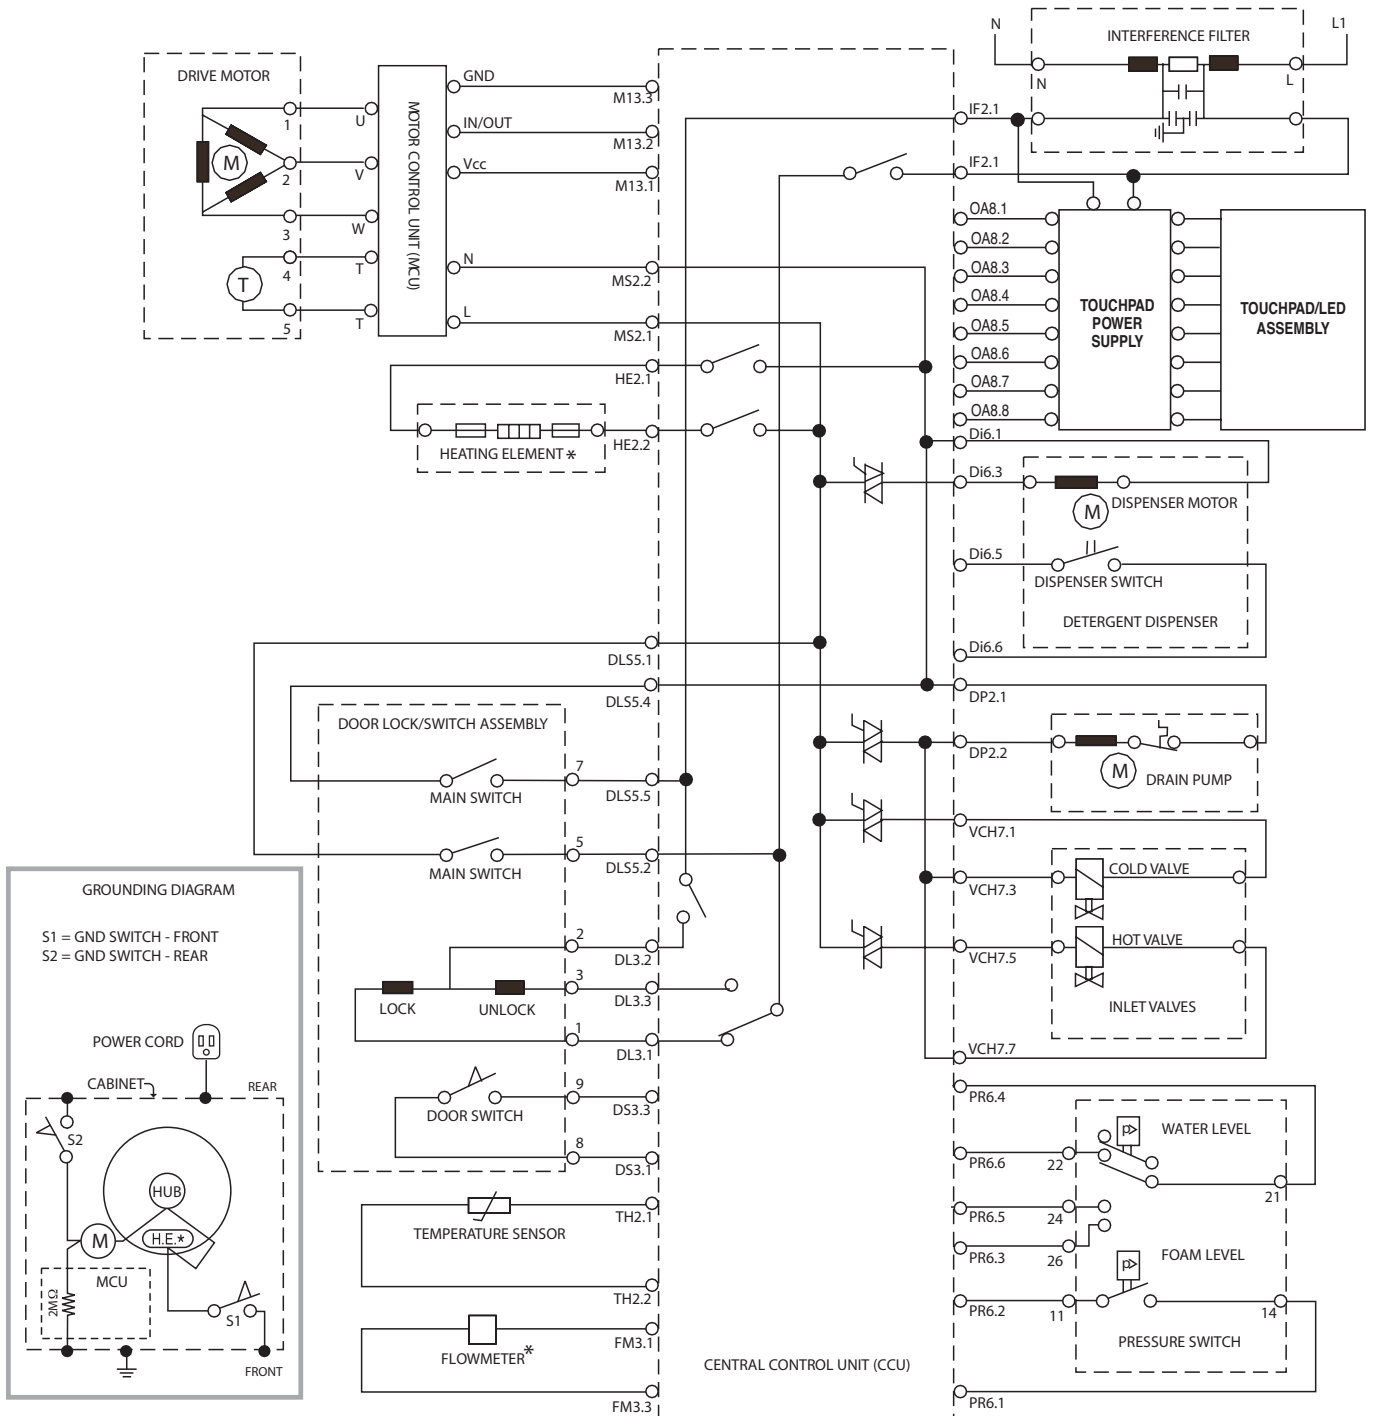 N
INTERFERENCE FILTER
L1
N
L
DRIVE MOTOR
M
T
1
2
3
4
5
U
V
W
T
T
MOTOR CONTROL UNIT (MCU)
GND
IN/OUT
Vcc
N
L
M13.3
M13.2
M13.1
MS2.2
MS2.1
HE2.1
HE2.2
HEATING ELEMENT *
IF2.1
IF2.1
OA8.1
OA8.2
OA8.3
OA8.4
OA8.5
OA8.6
OA8.7
OA8.8
TOUCHPAD
POWER
SUPPLY
TOUCHPAD/LED
ASSEMBLY
Di6.1
Di6.3
DISPENSER MOTOR
M
Di6.5
DISPENSER SWITCH
DETERGENT DISPENSER
Di6.6
DLS5.1
DLS5.4
DP2.1
DP2.2
M
DRAIN PUMP
DOOR LOCK/SWITCH ASSEMBLY
MAIN SWITCH
7
DLS5.5
MAIN SWITCH
5
DLS5.2
2
DL3.2
3
DL3.3
LOCK
UNLOCK
1
DL3.1
9
DS3.3
DOOR SWITCH
8
DS3.1
VCH7.1
COLD VALVE
VCH7.3
HOT VALVE
VCH7.5
INLET VALVES
VCH7.7
PR6.4
WATER LEVEL
p>
PR6.6
22
21
PR6.5
24
PR6.3
26
FOAM LEVEL
p>
PR6.2
11
14
PRESSURE SWITCH
PR6.1
TH2.1
TEMPERATURE SENSOR
TH2.2
FM3.1
FLOWMETER*
FM3.3
CENTRAL CONTROL UNIT (CCU)
GROUNDING DIAGRAM
S1 = GND SWITCH - FRONT
S2 = GND SWITCH - REAR
POWER CORD
CABINET
REAR
S2
HUB
M
H.E.*
MCU
2MΩ
S1
FRONT